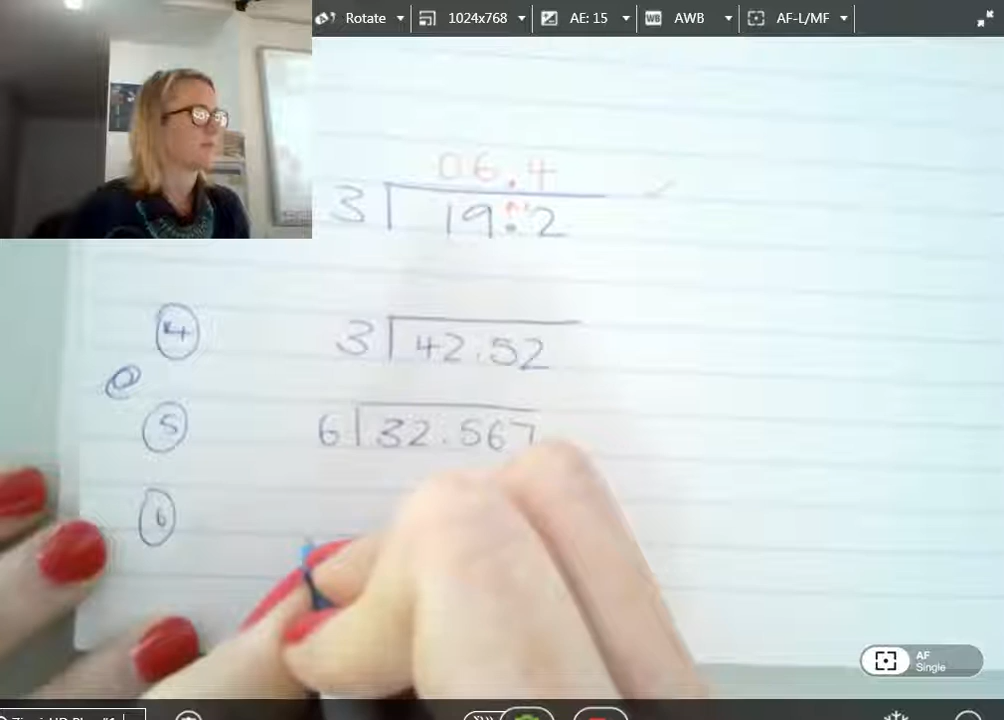 Rotate 1024x768 AE: 15 AWB AF-L/MF
06.4
3 19.2
4 3 42.52
5 6 32.567
6
AF
Single